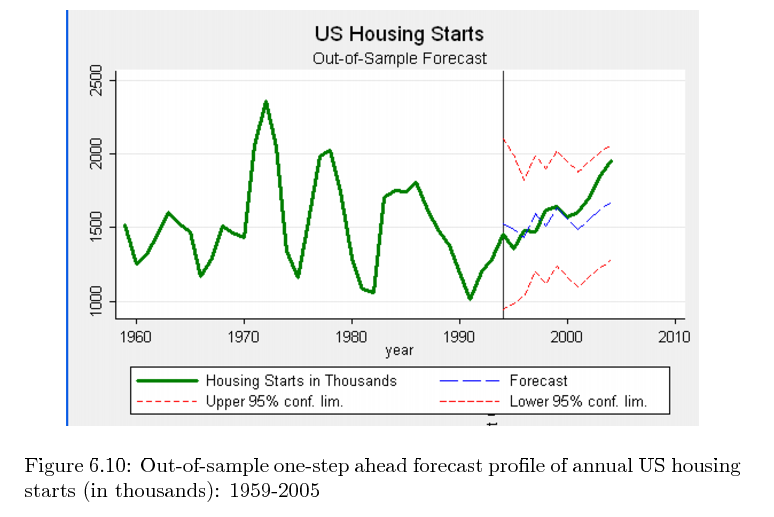 US Housing Starts
Out-of-Sample Forecast
2500
2000
1500
1000
1960 1970 1980 1990 2000 2010
year
Housing Starts in Thousands Forecast
Upper 95% conf. lim. Lower 95% conf. lim.
Figure 6.10: Out-of-sample one-step ahead forecast profile of annual US housing
starts (in thousands): 1959-2005